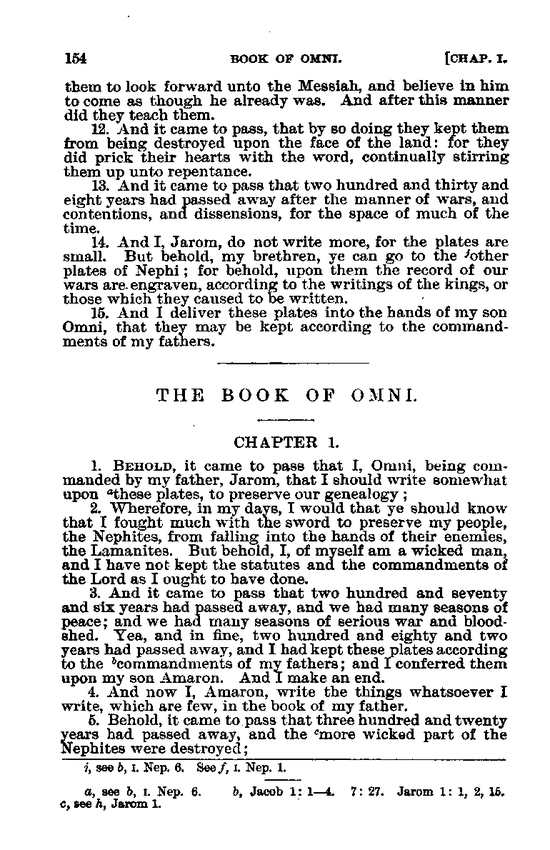 154 BOOK OF OMNI. [CHAP. I.
them to look forward unto the Messiah, and believe in him
to come as though he already was. And after this manner
did they teach them.
12. And it came to pass, that by so doing they kept them
from being destroyed upon the face of the land: for they
did prick their hearts with the word, continually stirring
them up unto repentance.
13. And it came to pass that two hundred and thirty and
eight years had passed away after the manner of wars, and
contentions, and dissensions, for the space of much of the
time.
14. And I, Jarom, do not write more, for the plates are
small. But behold, my brethren, ye can go to the other
plates of Nephi; for behold, upon them the record of our
wars are engraven, according to the writings of the kings, or
those which they caused to be written.
15. And I deliver these plates into the hands of my son
Omni, that they may be kept according to the command-
ments of my fathers.
THE BOOK OF OMNI.
CHAPTER 1.
1. BEHOLD, it came to pass that I, Omni, being com-
manded by my father, Jarom, that I should write somewhat
upon ᵃthese plates, to preserve our genealogy;
2. Wherefore, in my days, I would that ye should know
that I fought much with the sword to preserve my people,
the Nephites, from falling into the hands of their enemies,
the Lamanites. But behold, I, of myself am a wicked man,
and I have not kept the statutes and the commandments of
the Lord as I ought to have done.
3. And it came to pass that two hundred and seventy
and six years had passed away, and we had many seasons of
peace; and we had many seasons of serious war and blood-
shed. Yea, and in fine, two hundred and eighty and two
years had passed away, and I had kept these plates according
to the ᵇcommandments of my fathers; and I conferred them
upon my son Amaron. And I make an end.
4. And now I, Amaron, write the things whatsoever I
write, which are few, in the book of my father.
5. Behold, it came to pass that three hundred and twenty
years had passed away, and the ᶜmore wicked part of the
Nephites were destroyed;
i, see b, I. Nep. 6. See f, I. Nep. 1.
a, see b, I. Nep. 6. b, Jacob 1: 1—4. 7: 27. Jarom 1: 1, 2, 15.
c, see h, Jarom 1.